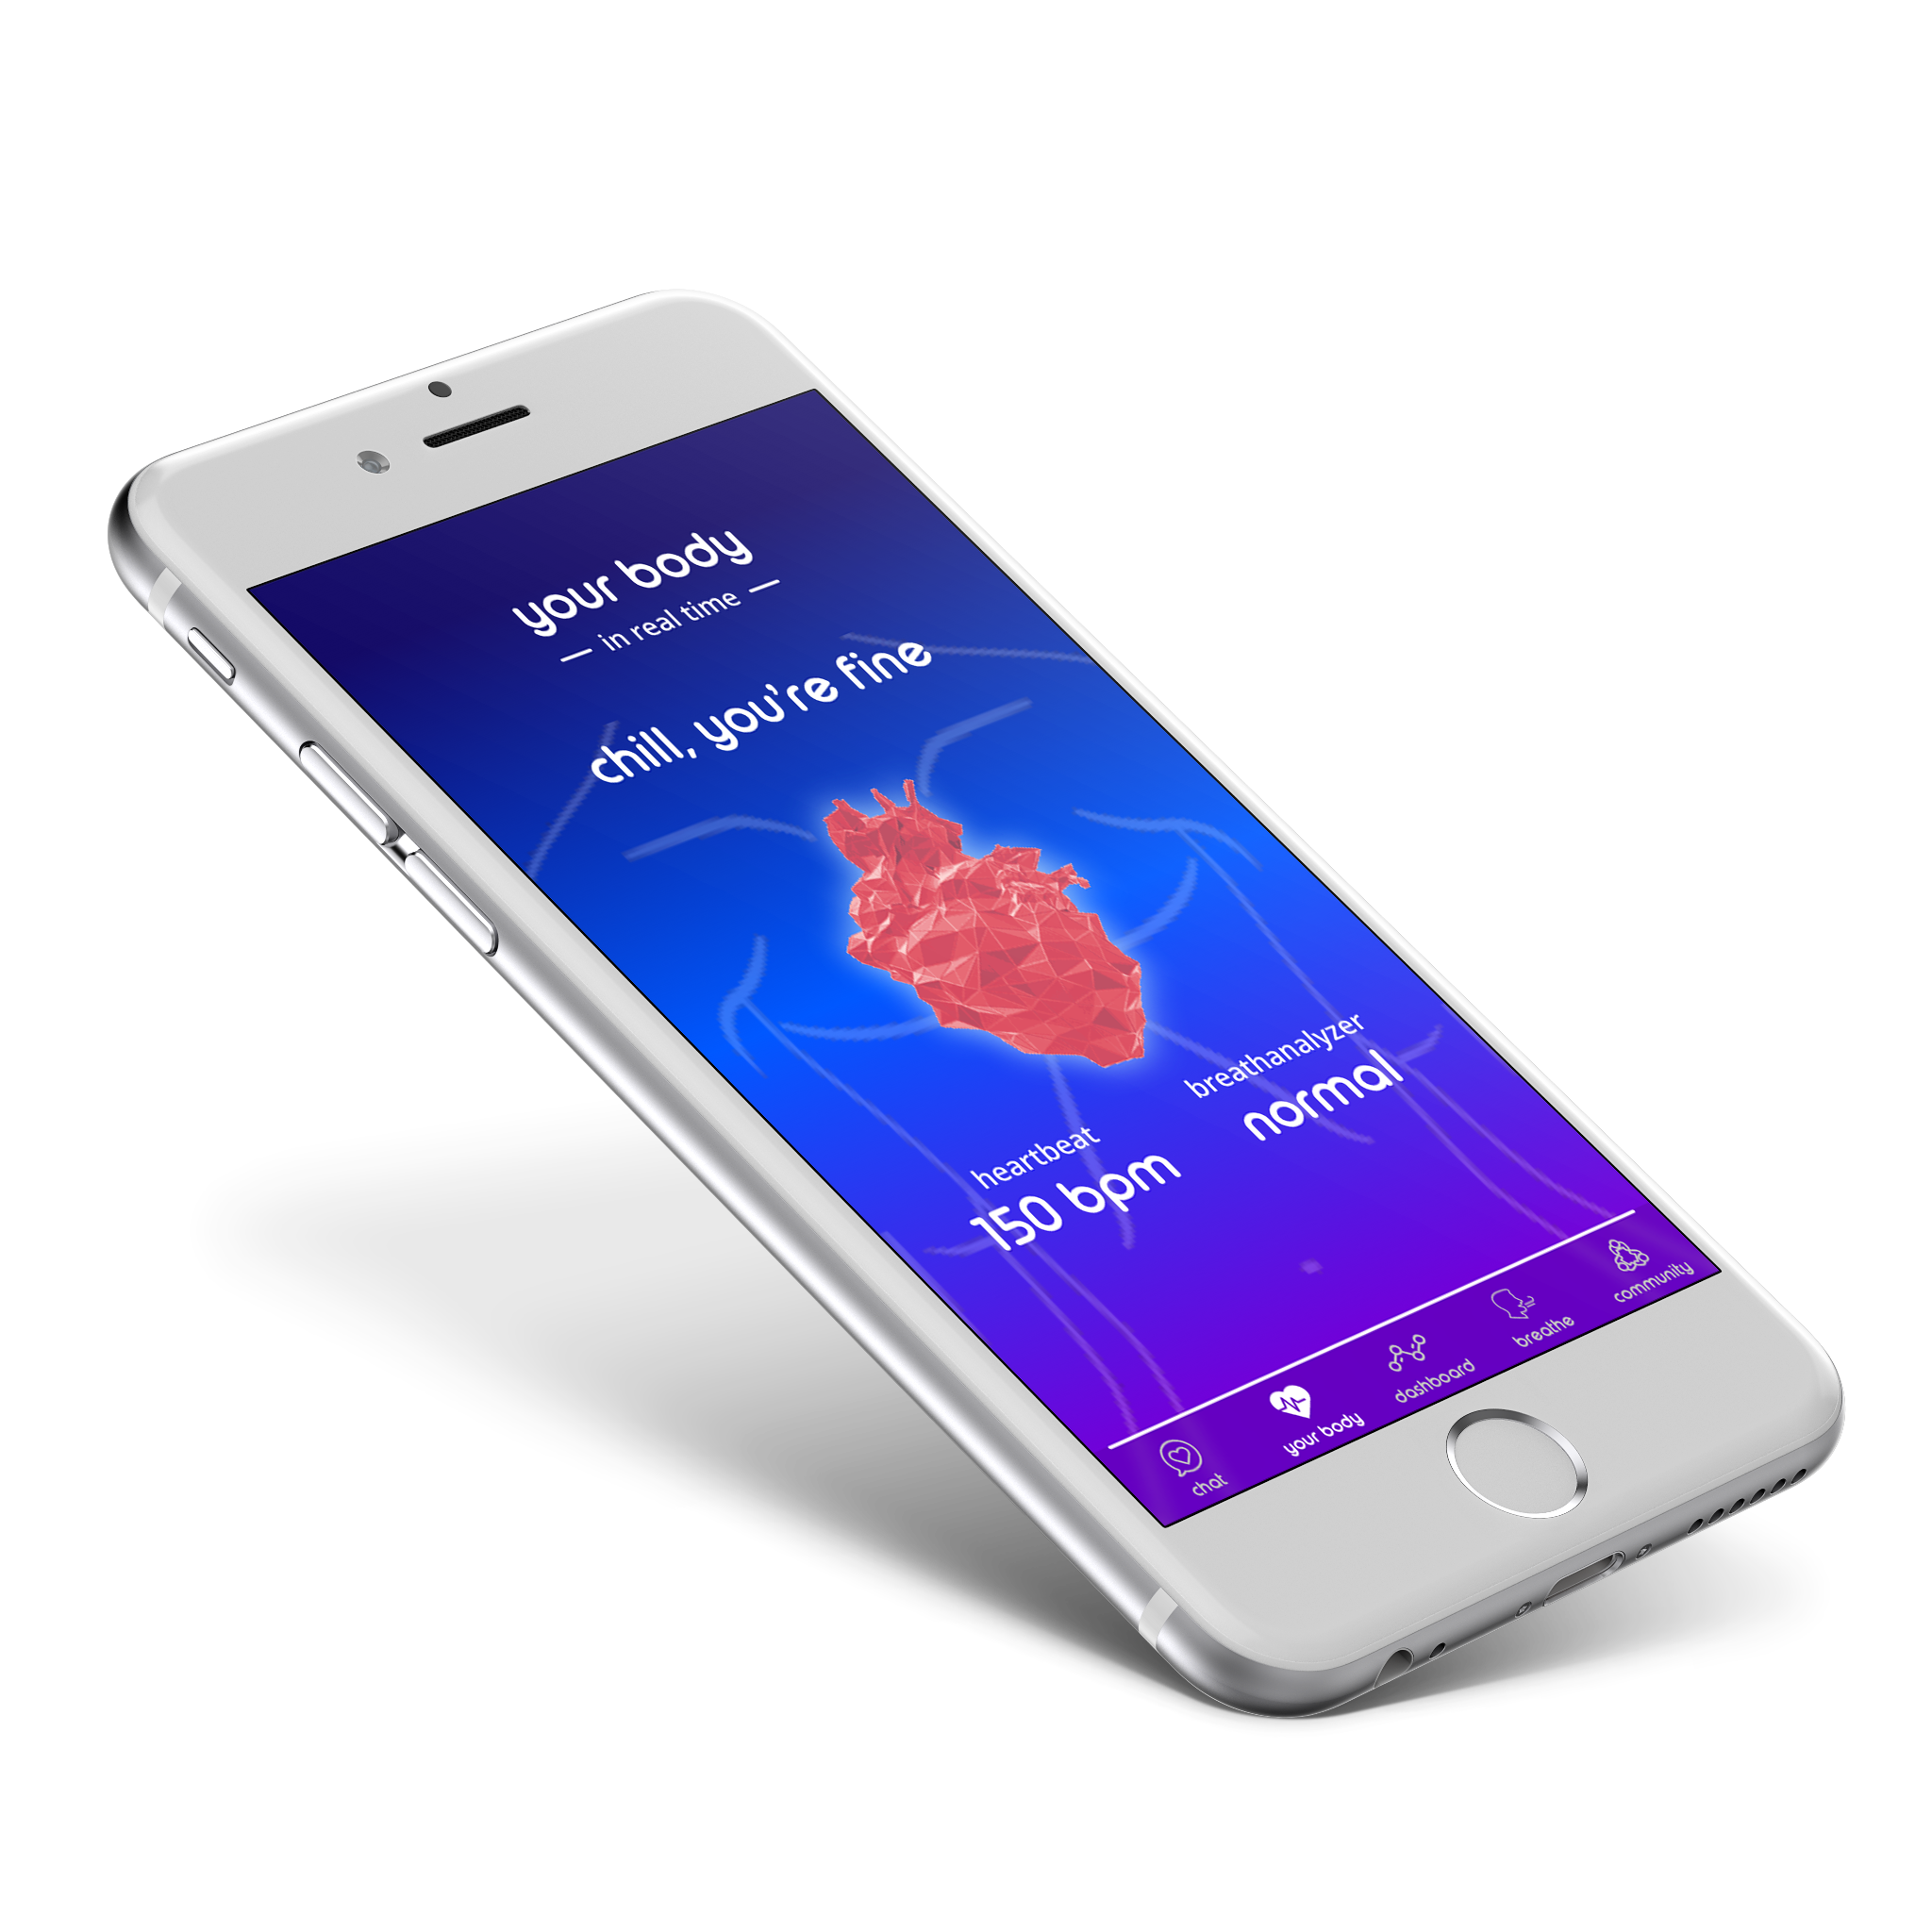 your body
— in real time —
chill, you're fine
heartbeat
150 bpm
breathanalyzer
normal
chat
your body
dashboard
breathe
community